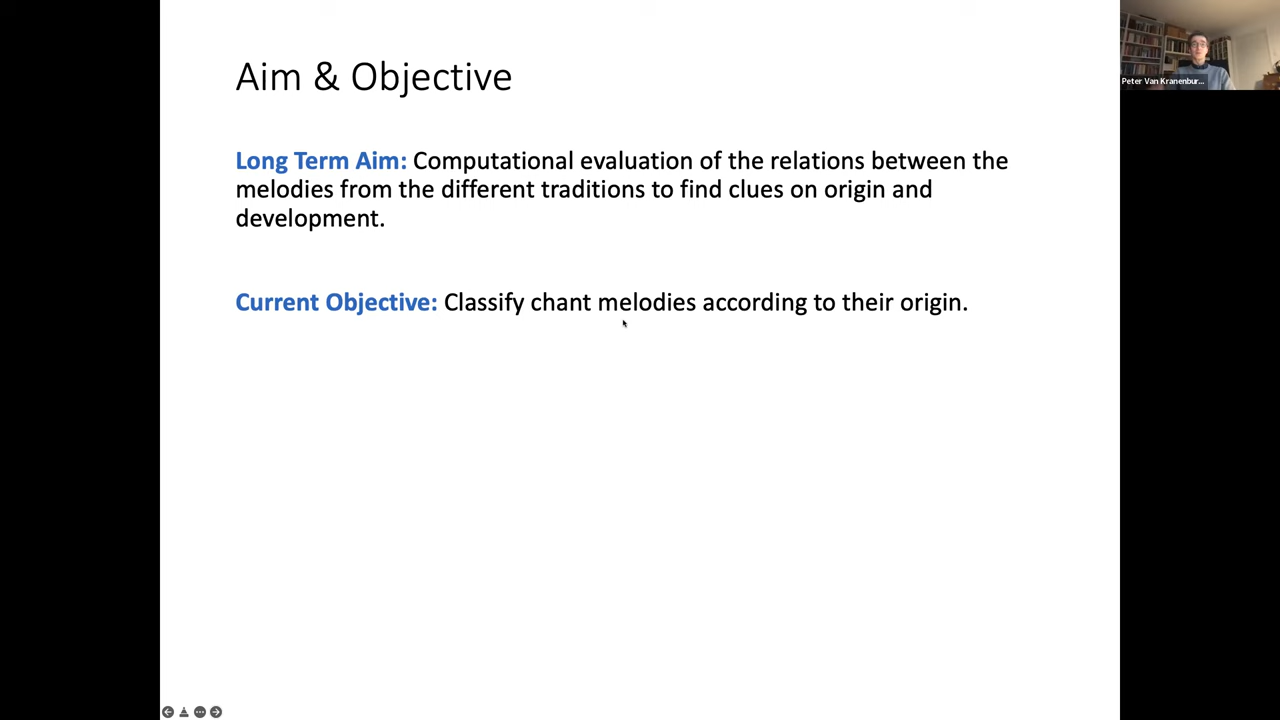 Aim & Objective
Peter Van Kranenbur...
Long Term Aim: Computational evaluation of the relations between the
melodies from the different traditions to find clues on origin and
development.
Current Objective: Classify chant melodies according to their origin.